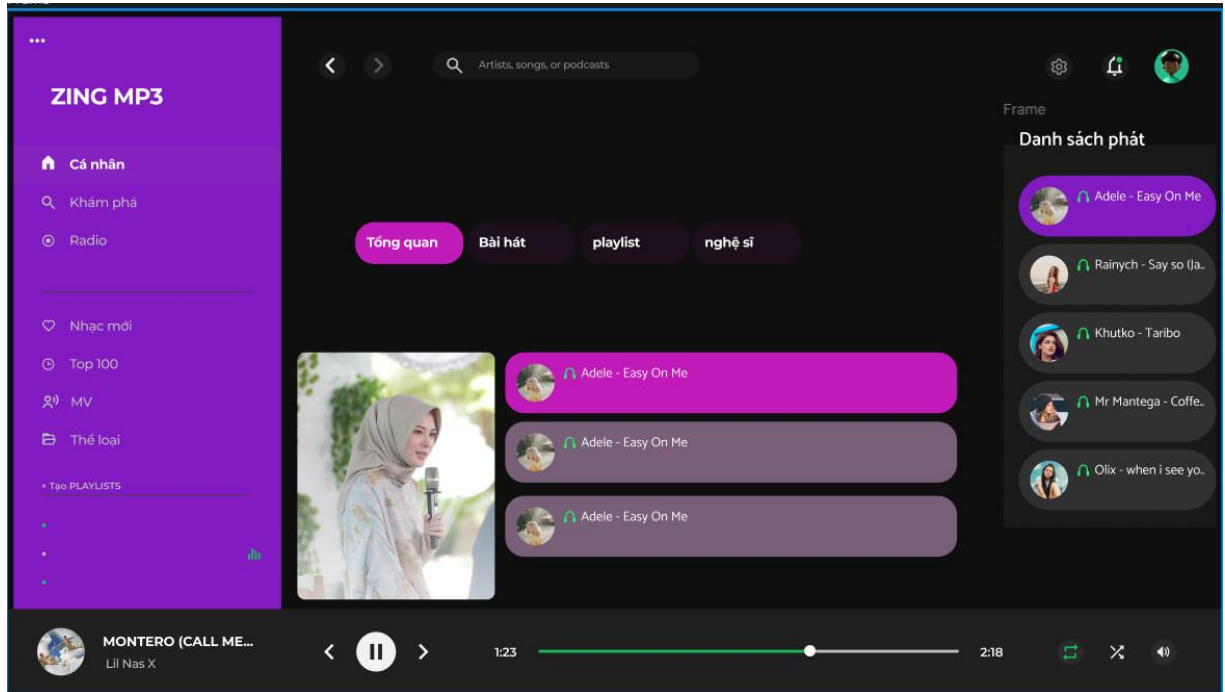 ZING MP3
Cá nhân
Khám phá
Radio
Nhạc mới
Top 100
MV
Thể loại
+ Tạo PLAYLISTS
Artists, songs, or podcasts
Tổng quan
Bài hát
playlist
nghệ sĩ
Adele - Easy On Me
Adele - Easy On Me
Adele - Easy On Me
Frame
Danh sách phát
Adele - Easy On Me
Rainych - Say so (Ja..
Khutko - Taribo
Mr Mantega - Coffe..
Olix - when i see yo..
MONTERO (CALL ME...
Lil Nas X
1:23
2:18